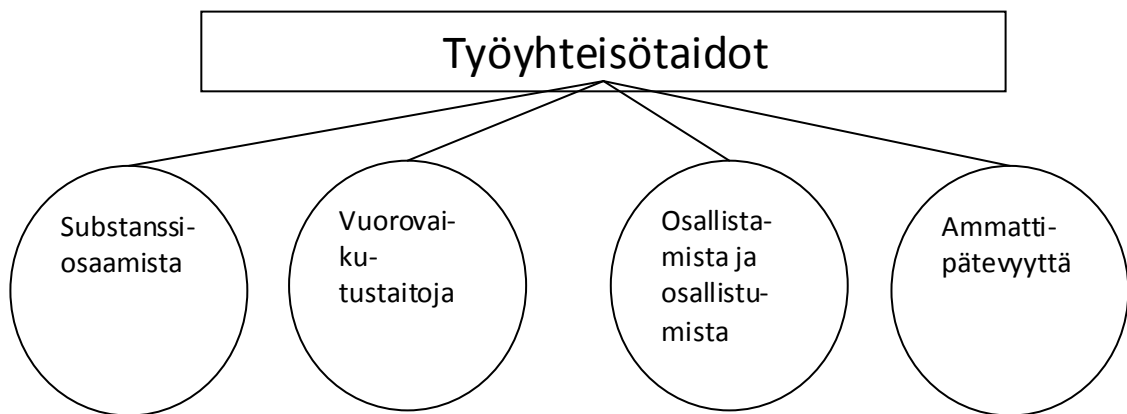 Työyhteisötaidot
Substanssi-
osaamista
Vuorovai-
ku-
tustaitoja
Osallista-
mista ja
osallistu-
mista
Ammatti-
pätevyyttä